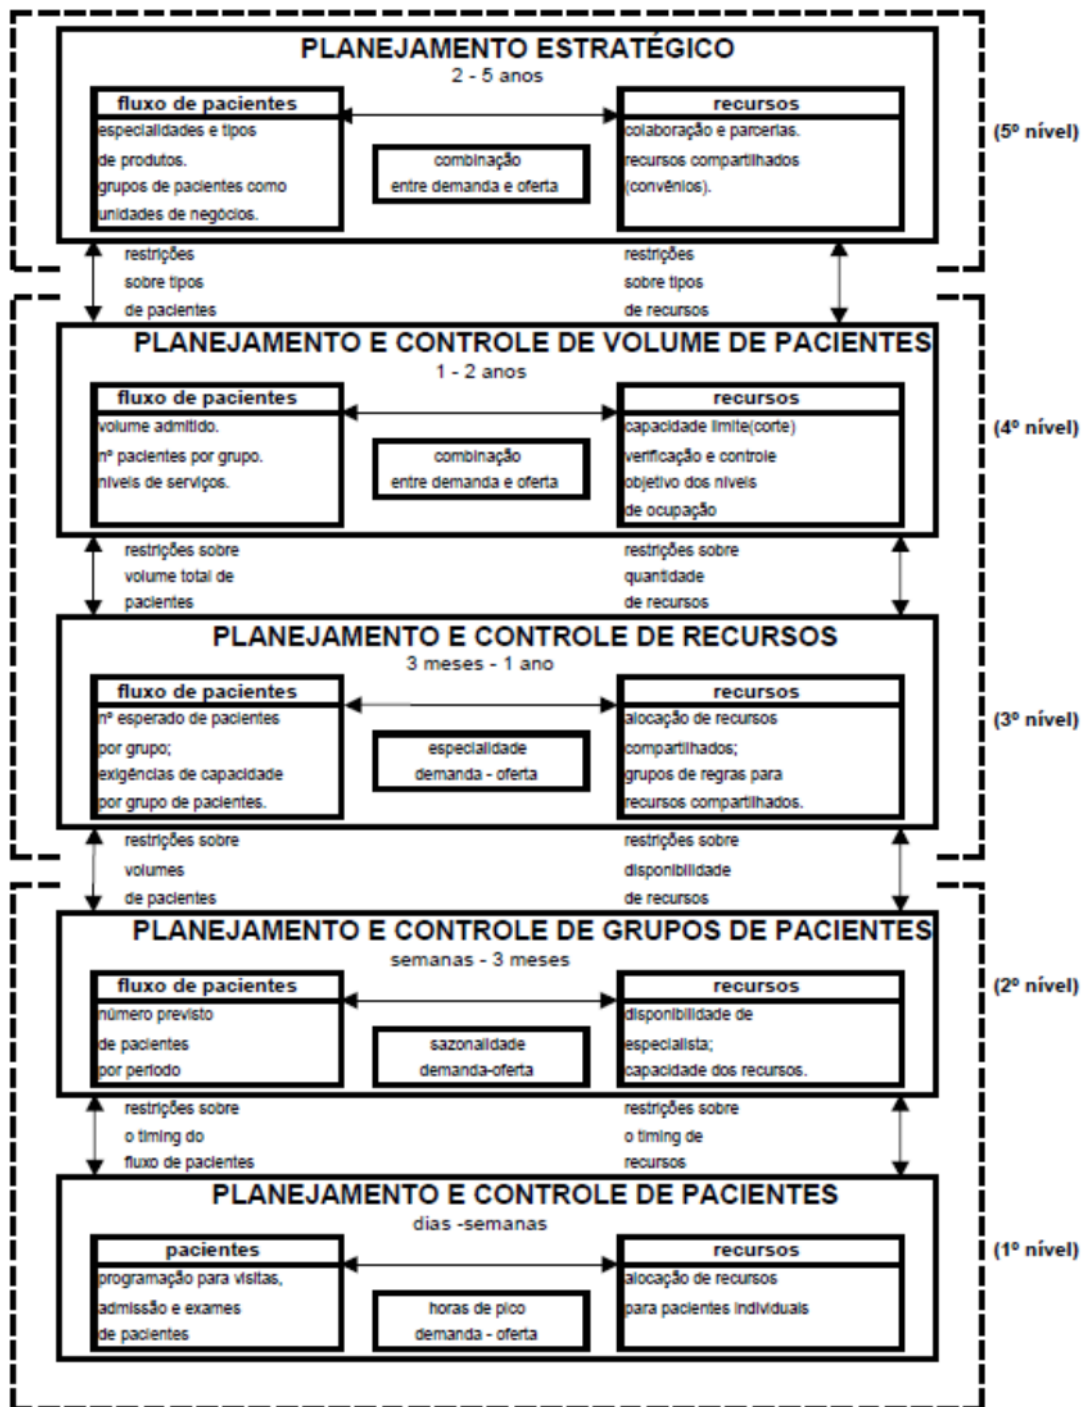 PLANEJAMENTO ESTRATÉGICO
2 - 5 anos
fluxo de pacientes
especialidades e tipos
de produtos.
grupos de pacientes como
unidades de negócios.
combinação
entre demanda e oferta
recursos
colaboração e parcerias.
recursos compartilhados
(convênios).
(5º nível)
restrições
sobre tipos
de pacientes
restrições
sobre tipos
de recursos
PLANEJAMENTO E CONTROLE DE VOLUME DE PACIENTES
1 - 2 anos
fluxo de pacientes
volume admitido.
nº pacientes por grupo.
níveis de serviços.
combinação
entre demanda e oferta
recursos
capacidade limite(corte)
verificação e controle
objetivo dos níveis
de ocupação
(4º nível)
restrições sobre
volume total de
pacientes
restrições sobre
quantidade
de recursos
PLANEJAMENTO E CONTROLE DE RECURSOS
3 meses - 1 ano
fluxo de pacientes
nº esperado de pacientes
por grupo;
exigências de capacidade
por grupo de pacientes.
especialidade
demanda - oferta
recursos
alocação de recursos
compartilhados;
grupos de regras para
recursos compartilhados.
(3º nível)
restrições sobre
volumes
de pacientes
restrições sobre
disponibilidade
de recursos
PLANEJAMENTO E CONTROLE DE GRUPOS DE PACIENTES
semanas - 3 meses
fluxo de pacientes
número previsto
de pacientes
por período
sazonalidade
demanda-oferta
recursos
disponibilidade de
especialista;
capacidade dos recursos.
(2º nível)
restrições sobre
o timing do
fluxo de pacientes
restrições sobre
o timing de
recursos
PLANEJAMENTO E CONTROLE DE PACIENTES
dias -semanas
pacientes
programação para visitas,
admissão e exames
de pacientes
horas de pico
demanda - oferta
recursos
alocação de recursos
para pacientes individuais
(1º nível)